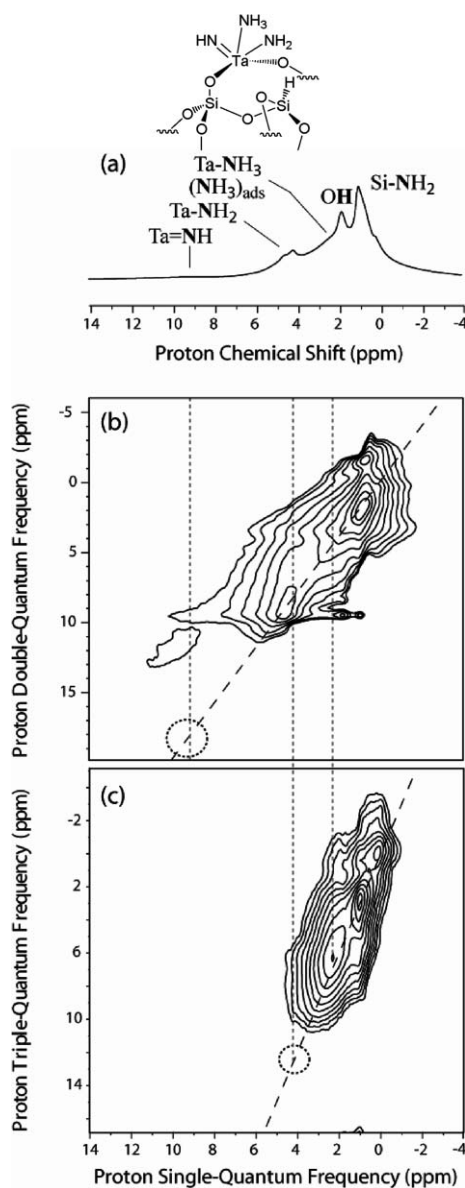 NH₃
HN
NH₂
Ta
O
O
H
O
Si
O
Si
O
O
O
(a)
Ta-NH₃
(NH₃)ads
Ta-NH₂
Ta=NH
OH
Si-NH₂
14 12 10 8 6 4 2 0 -2 -4
Proton Chemical Shift (ppm)
(b)
Proton Double-Quantum Frequency (ppm)
-5
0
5
10
15
(c)
Proton Triple-Quantum Frequency (ppm)
-2
2
6
10
14
14 12 10 8 6 4 2 0 -2 -4
Proton Single-Quantum Frequency (ppm)